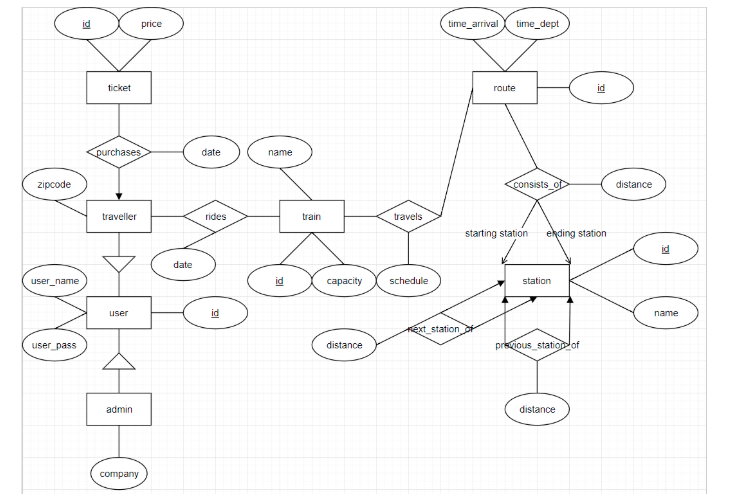 id
price
time_arrival
time_dept
ticket
route
id
purchases
date
name
zipcode
consists_of
distance
traveller
rides
train
travels
starting station
ending station
id
date
user_name
id
capacity
schedule
station
user
id
name
next_station_of
user_pass
distance
previous_station_of
admin
distance
company